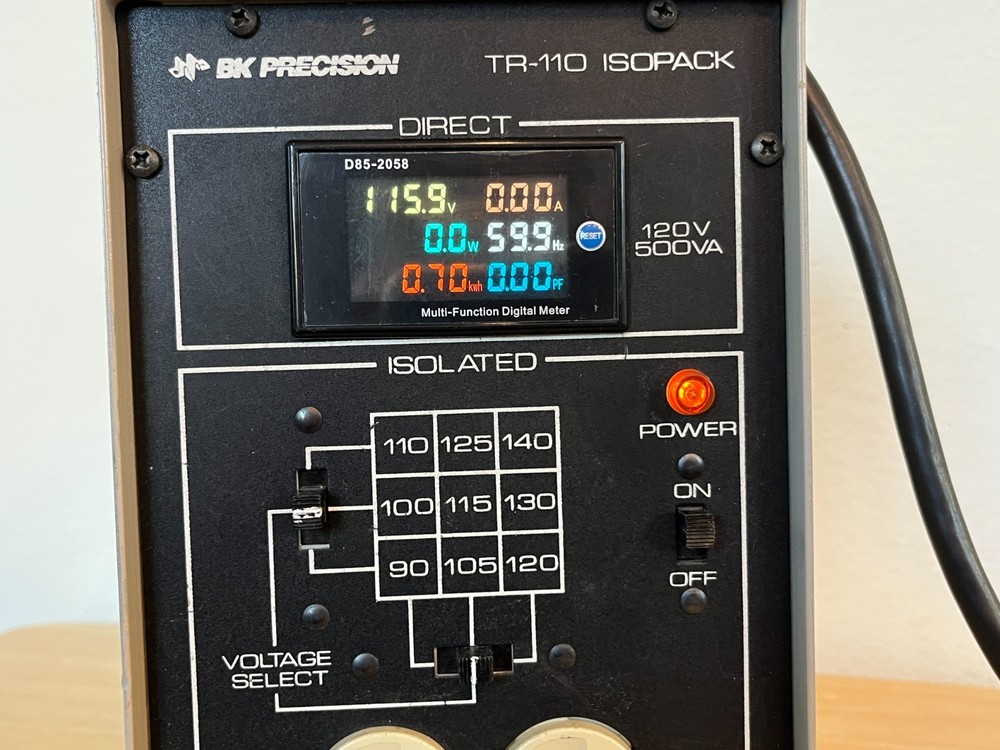 BK PRECISION TR-110 ISOPACK
DIRECT
D85-2058
115.9V 0.00A
0.0W 59.9Hz
RESET
0.70kwh 0.00PF
Multi-Function Digital Meter
120V
500VA
ISOLATED
POWER
110 125 140
100 115 130
90 105 120
ON
OFF
VOLTAGE
SELECT